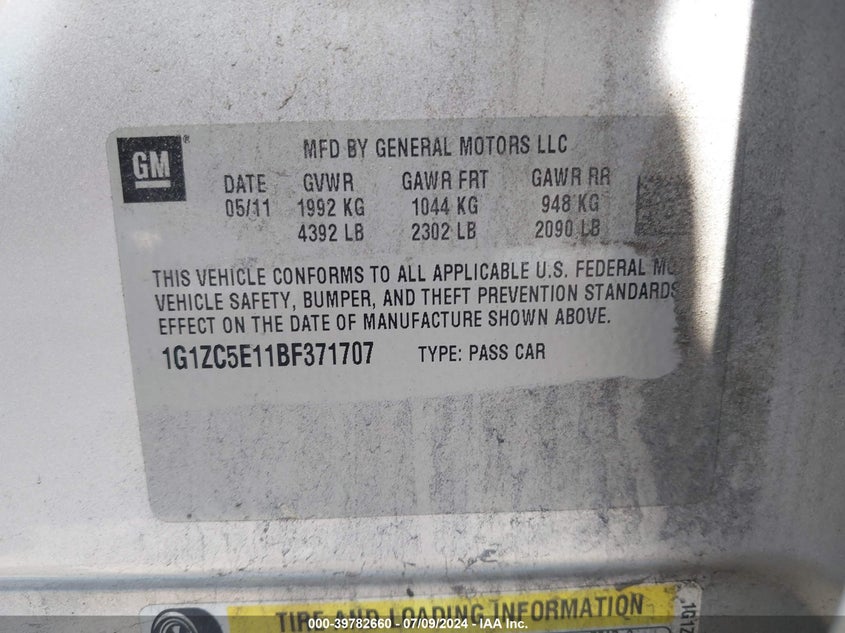 GM
®
MFD BY GENERAL MOTORS LLC
DATE GVWR GAWR FRT GAWR RR
05/11 1992 KG 1044 KG 948 KG
4392 LB 2302 LB 2090 LB
THIS VEHICLE CONFORMS TO ALL APPLICABLE U.S. FEDERAL
VEHICLE SAFETY, BUMPER, AND THEFT PREVENTION STANDARDS
EFFECT ON THE DATE OF MANUFACTURE SHOWN ABOVE.
1G1ZC5E11BF371707 TYPE: PASS CAR
TIRE AND LOADING INFORMATION
1G1Z
000-39782660 - 07/09/2024 - IAA Inc.